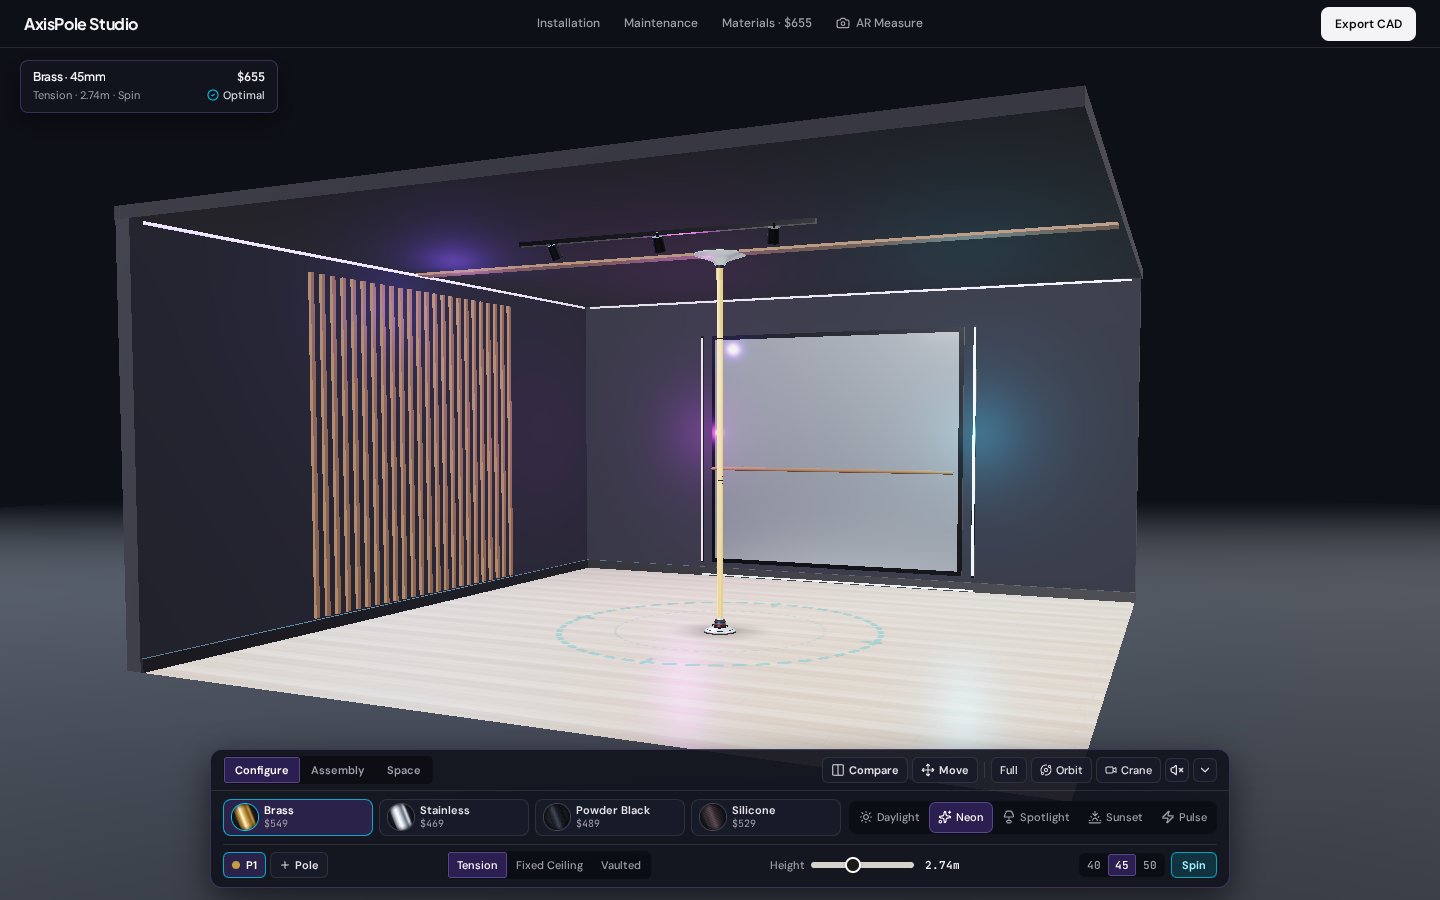 AxisPole Studio
Installation
Maintenance
Materials · $655
AR Measure
Export CAD
Brass · 45mm
$655
Tension · 2.74m · Spin
Optimal
Configure
Assembly
Space
Compare
Move
Full
Orbit
Crane
Brass
$549
Stainless
$469
Powder Black
$489
Silicone
$529
Daylight
Neon
Spotlight
Sunset
Pulse
P1
+ Pole
Tension
Fixed Ceiling
Vaulted
Height
2.74m
40
45
50
Spin